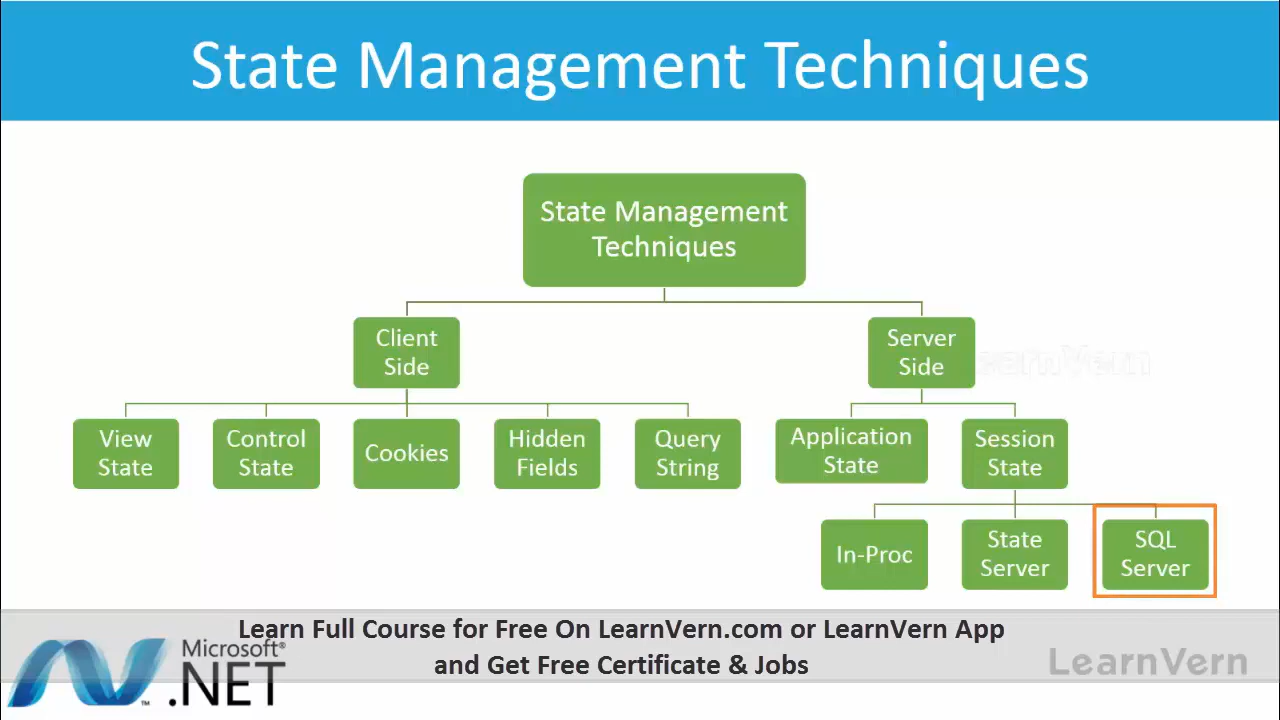 State Management Techniques
State Management
Techniques
Client
Side
Server
Side
LearnVern
View
State
Control
State
Cookies
Hidden
Fields
Query
String
Application
State
Session
State
In-Proc
State
Server
SQL
Server
Learn Full Course for Free On LearnVern.com or LearnVern App
and Get Free Certificate & Jobs
Microsoft®
.NET
™
LearnVern